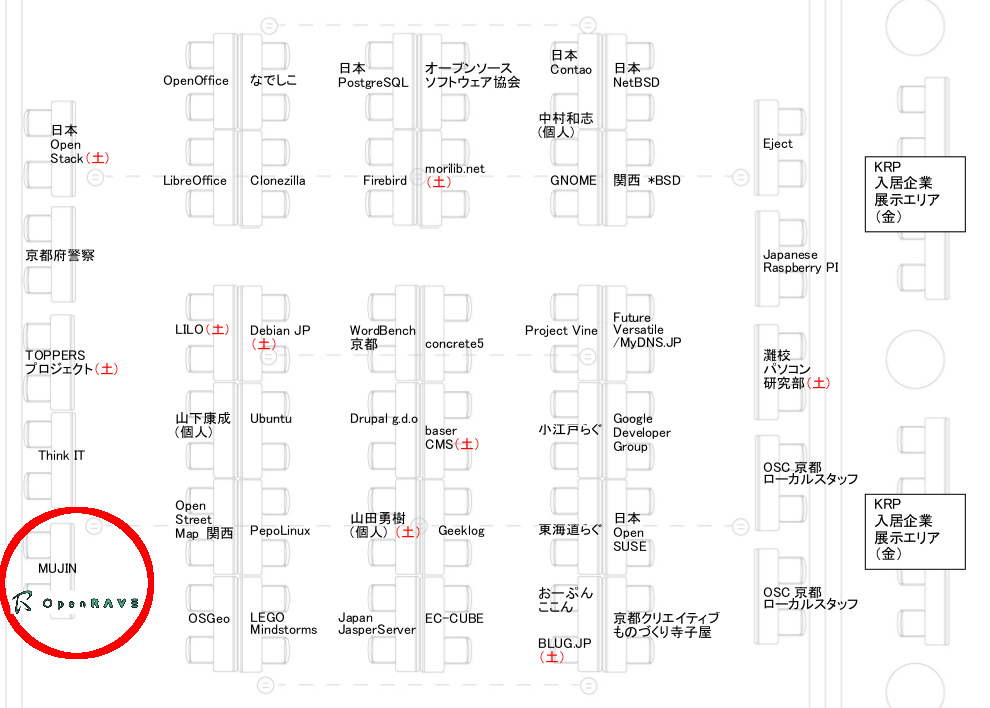 日本
Open
Stack(土)
京都府警察
TOPPERS
プロジェクト(土)
Think IT
MUJIN
OpenRAVE
OpenOffice
なでしこ
LibreOffice
Clonezilla
日本
PostgreSQL
オープンソース
ソフトウェア協会
Firebird
morilib.net
(土)
日本
Contao
中村和志
(個人)
日本
NetBSD
GNOME
関西 *BSD
LILO(土)
Debian JP
(土)
山下康成
(個人)
Ubuntu
Open
Street
Map 関西
PepoLinux
OSGeo
LEGO
Mindstorms
WordBench
京都
concrete5
Drupal g.d.o
baser
CMS(土)
山田勇樹
(個人)(土)
Geeklog
Japan
JasperServer
EC-CUBE
Project Vine
Future
Versatile
/MyDNS.JP
小江戸らぐ
Google
Developer
Group
東海道らぐ
日本
Open
SUSE
おーぷん
ここん
BLUG.JP
(土)
京都クリエイティブ
ものづくり寺子屋
Eject
Japanese
Raspberry PI
灘校
パソコン
研究部(土)
OSC 京都
ローカルスタッフ
OSC 京都
ローカルスタッフ
KRP
入居企業
展示エリア
(金)
KRP
入居企業
展示エリア
(金)